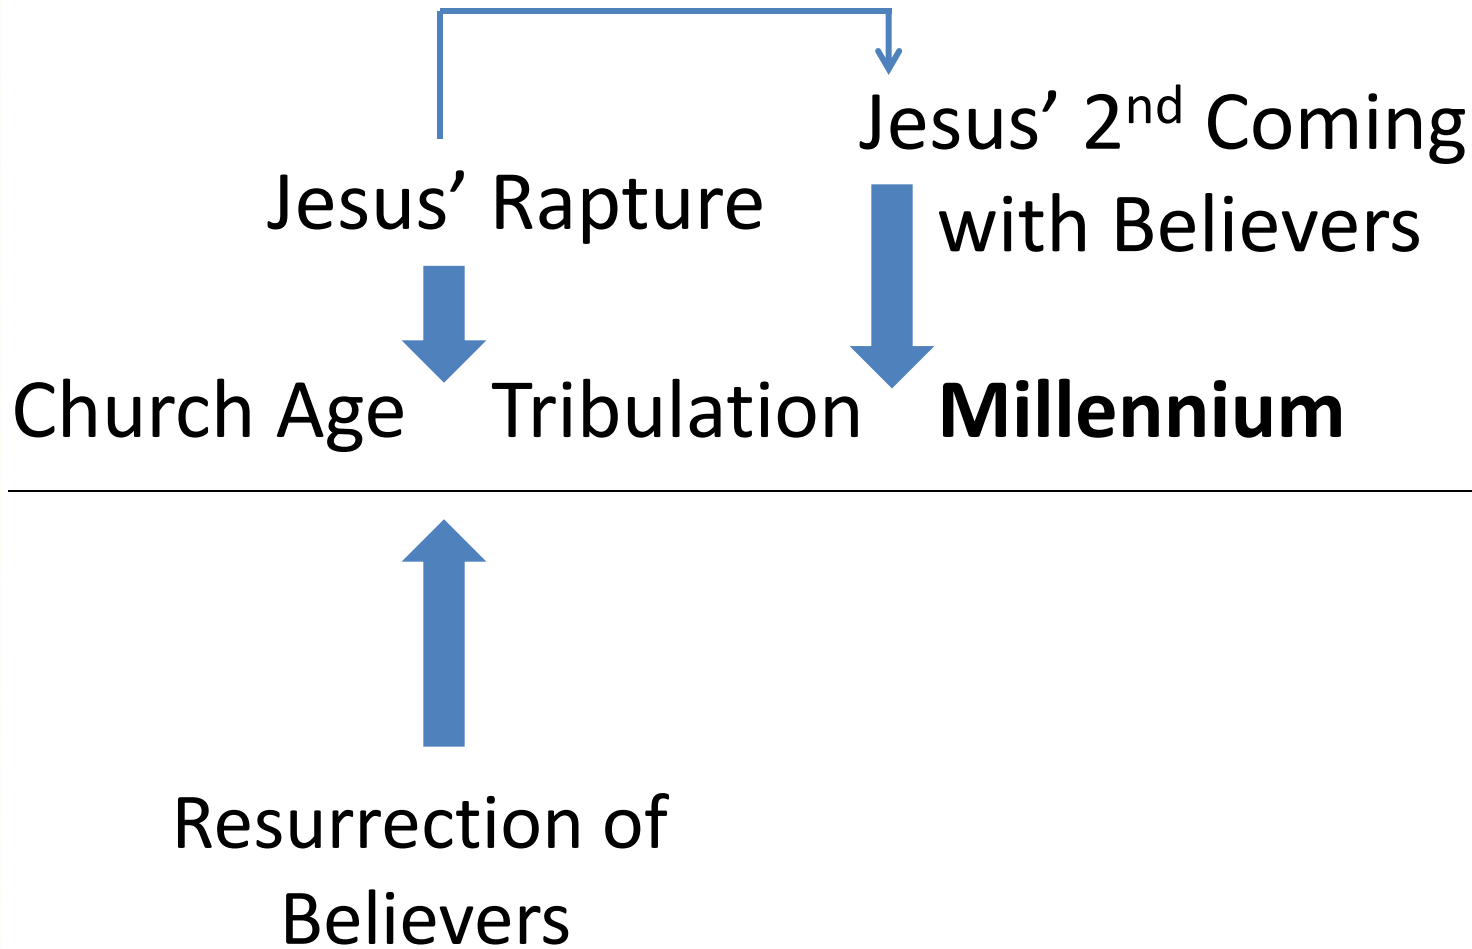 Jesus’ 2nd Coming
Jesus’ Rapture
with Believers
Church Age
Tribulation
Millennium
Resurrection of
Believers